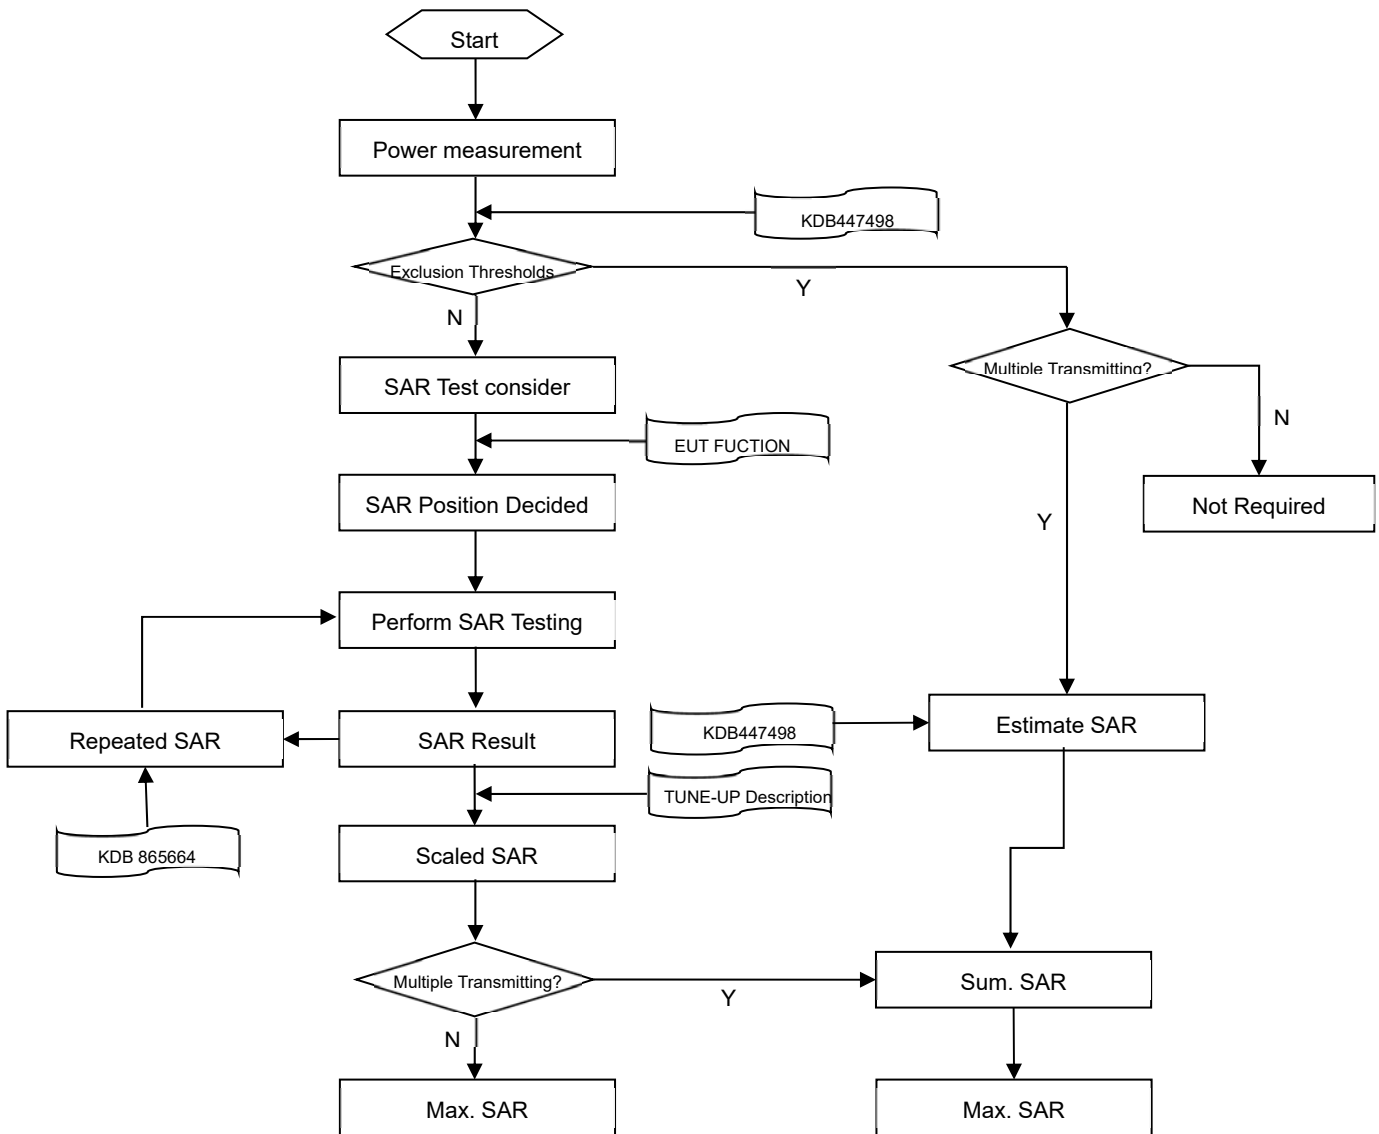 Start
Power measurement
KDB447498
Exclusion Thresholds
Y
N
Multiple Transmitting?
SAR Test consider
N
EUT FUCTION
SAR Position Decided
Not Required
Y
Perform SAR Testing
Repeated SAR
SAR Result
KDB447498
Estimate SAR
TUNE-UP Description
KDB 865664
Scaled SAR
Multiple Transmitting?
Y
Sum. SAR
N
Max. SAR
Max. SAR